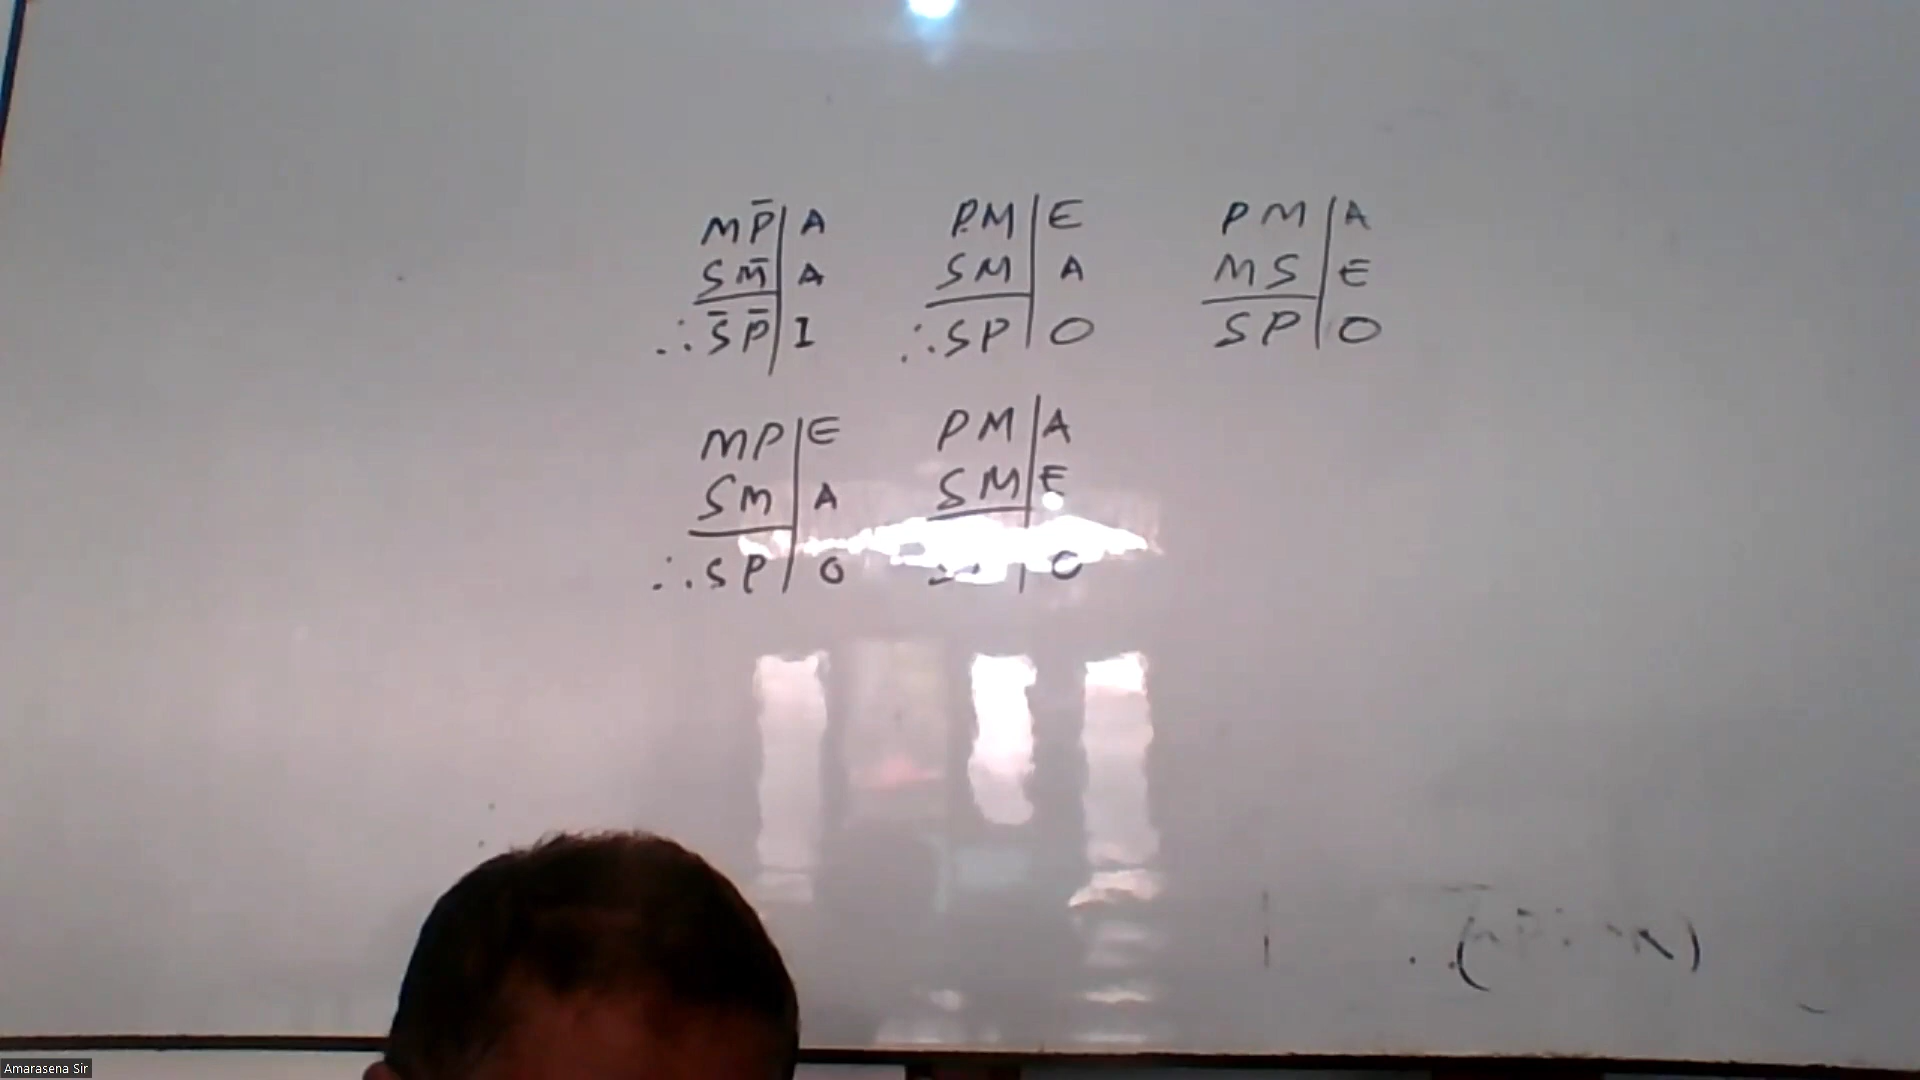 MP̄ | A
SM̄ | A
∴ S̄P̄ | I
PM | E
SM | A
∴ SP | O
PM | A
MS | E
SP | O
MP | E
SM | A
∴ SP | O
PM | A
SM | E
Amarasena Sir